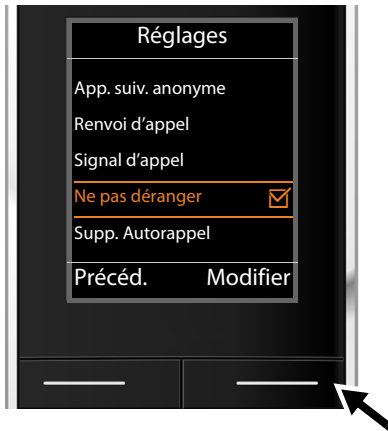 Réglages
App. suiv. anonyme
Renvoi d’appel
Signal d’appel
Ne pas déranger
Supp. Autorappel
Précéd. Modifier